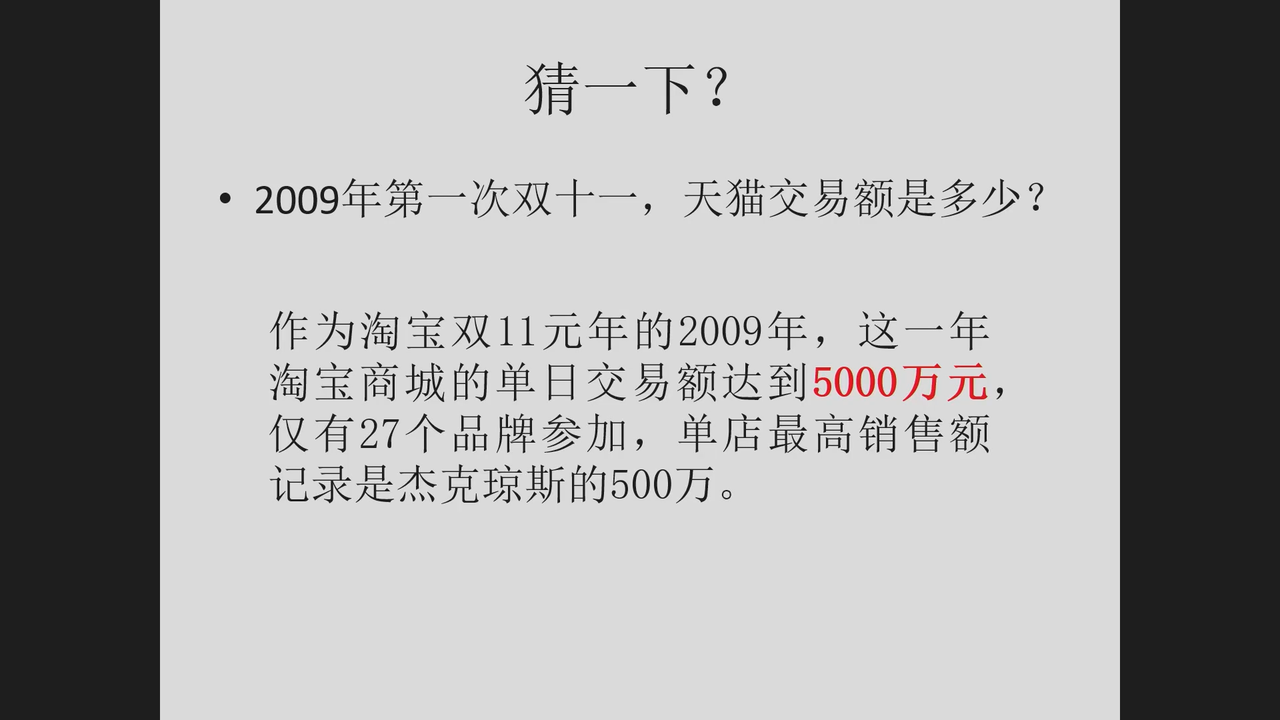 猜一下？
• 2009年第一次双十一，天猫交易额是多少？
作为淘宝双11元年的2009年，这一年
淘宝商城的单日交易额达到5000万元，
仅有27个品牌参加，单店最高销售额
记录是杰克琼斯的500万。